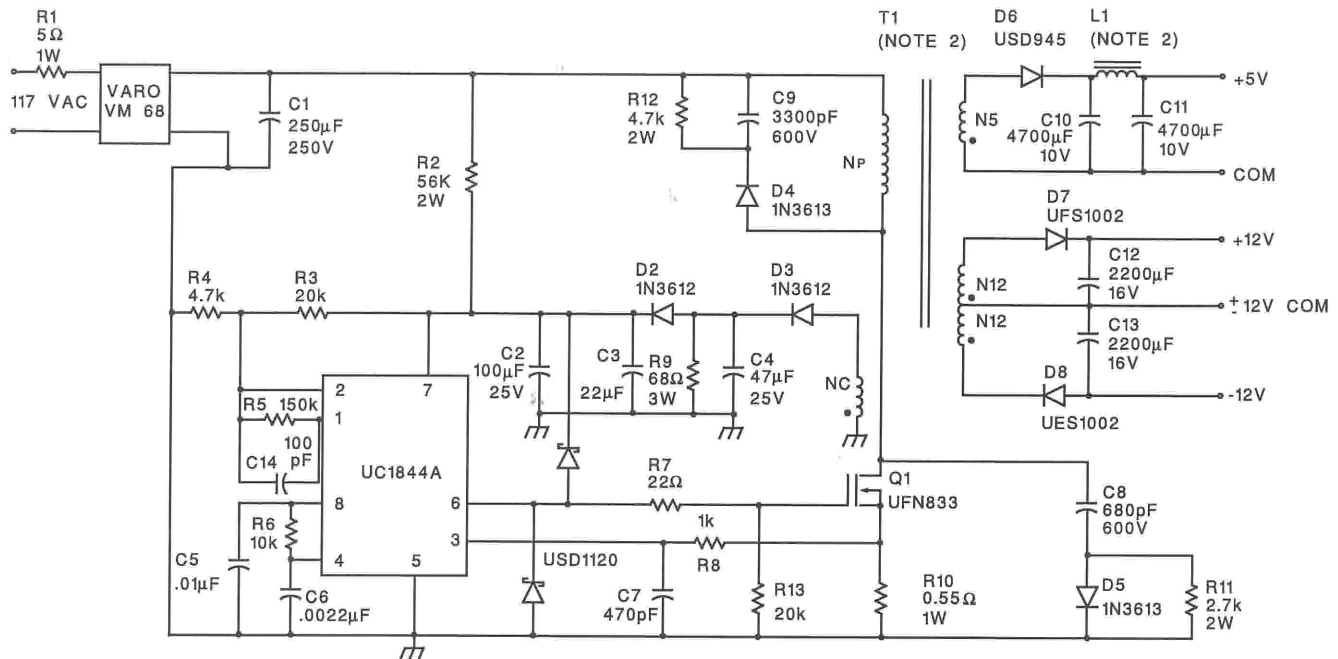 R1
5Ω
1W
117 VAC
VARO
VM 68
C1
250µF
250V
R2
56K
2W
R12
4.7k
2W
C9
3300pF
600V
D4
1N3613
NP
T1
(NOTE 2)
D6
USD945
L1
(NOTE 2)
+5V
N5
C10
4700µF
10V
C11
4700µF
10V
COM
D7
UFS1002
+12V
N12
N12
C12
2200µF
16V
± 12V COM
C13
2200µF
16V
D8
UES1002
-12V
R4
4.7k
R3
20k
D2
1N3612
D3
1N3612
C2
100µF
25V
C3
22µF
R9
68Ω
3W
C4
47µF
25V
NC
2
7
R5 150k
1
100
pF
C14
UC1844A
8
6
R6
10k
3
4
5
C5
.01µF
C6
.0022µF
USD1120
R7
22Ω
1k
R8
C7
470pF
R13
20k
Q1
UFN833
R10
0.55Ω
1W
C8
680pF
600V
D5
1N3613
R11
2.7k
2W